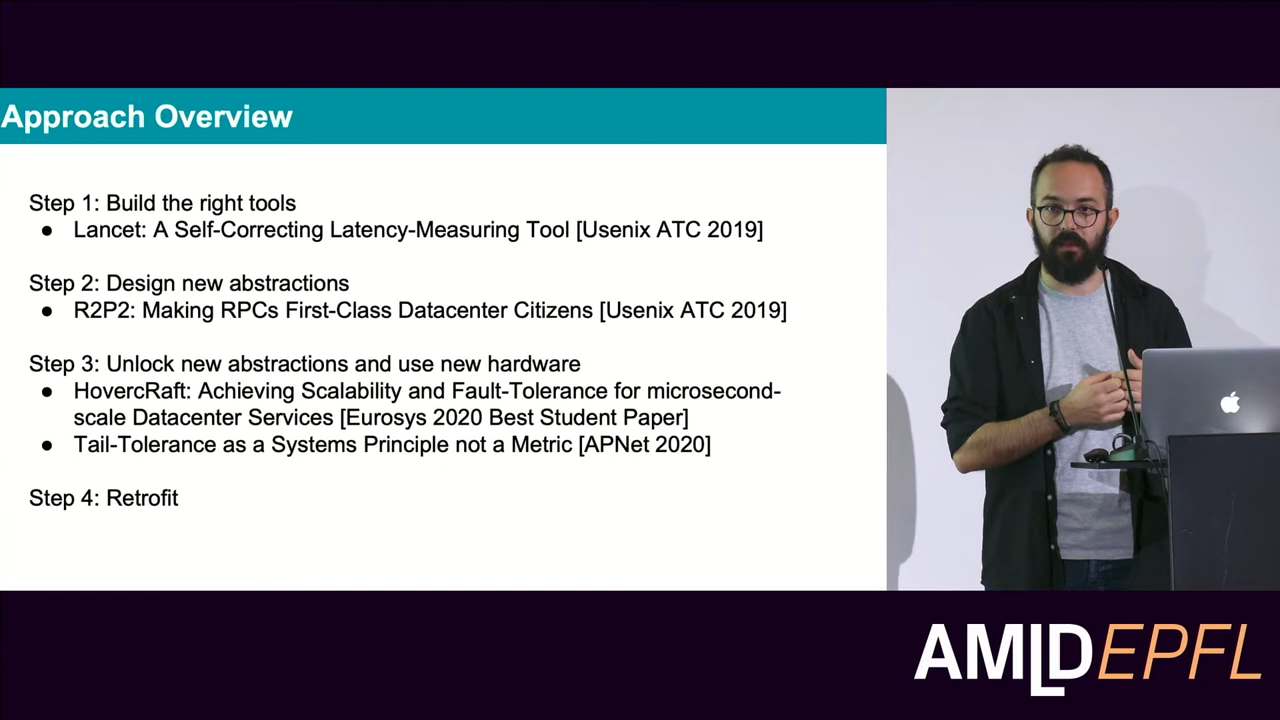 Approach Overview
Step 1: Build the right tools
● Lancet: A Self-Correcting Latency-Measuring Tool [Usenix ATC 2019]
Step 2: Design new abstractions
● R2P2: Making RPCs First-Class Datacenter Citizens [Usenix ATC 2019]
Step 3: Unlock new abstractions and use new hardware
● HovercRaft: Achieving Scalability and Fault-Tolerance for microsecond-
scale Datacenter Services [Eurosys 2020 Best Student Paper]
● Tail-Tolerance as a Systems Principle not a Metric [APNet 2020]
Step 4: Retrofit
AMLD EPFL